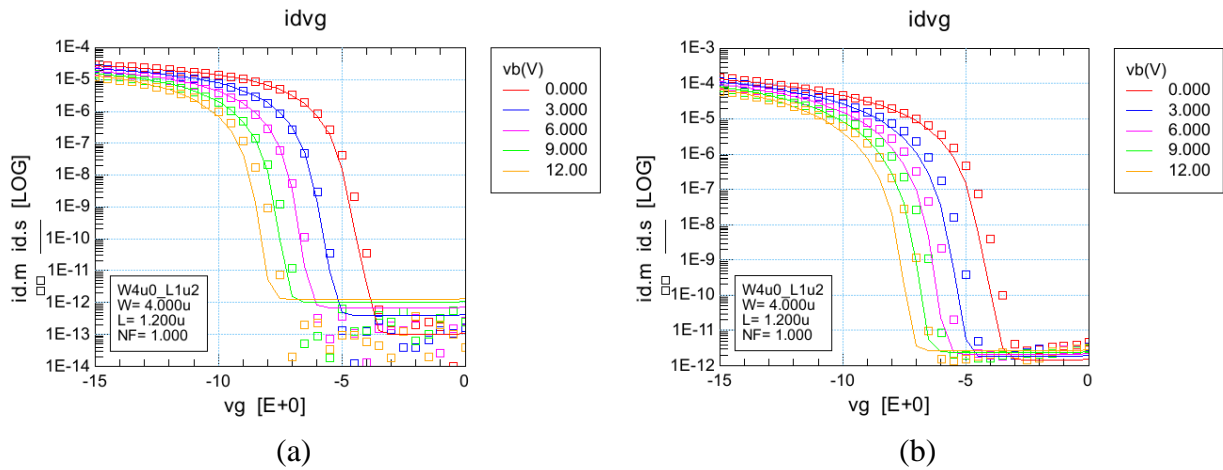 idvg
1E-4
1E-5
1E-6
1E-7
1E-8
1E-9
1E-10
1E-11
1E-12
1E-13
1E-14
id.m id.s [LOG]
-15
-10
-5
0
vg [E+0]
W4u0_L1u2
W= 4.000u
L= 1.200u
NF= 1.000
vb(V)
0.000
3.000
6.000
9.000
12.00
(a)
idvg
1E-3
1E-4
1E-5
1E-6
1E-7
1E-8
1E-9
1E-10
1E-11
1E-12
id.m id.s [LOG]
-15
-10
-5
0
vg [E+0]
W4u0_L1u2
W= 4.000u
L= 1.200u
NF= 1.000
vb(V)
0.000
3.000
6.000
9.000
12.00
(b)